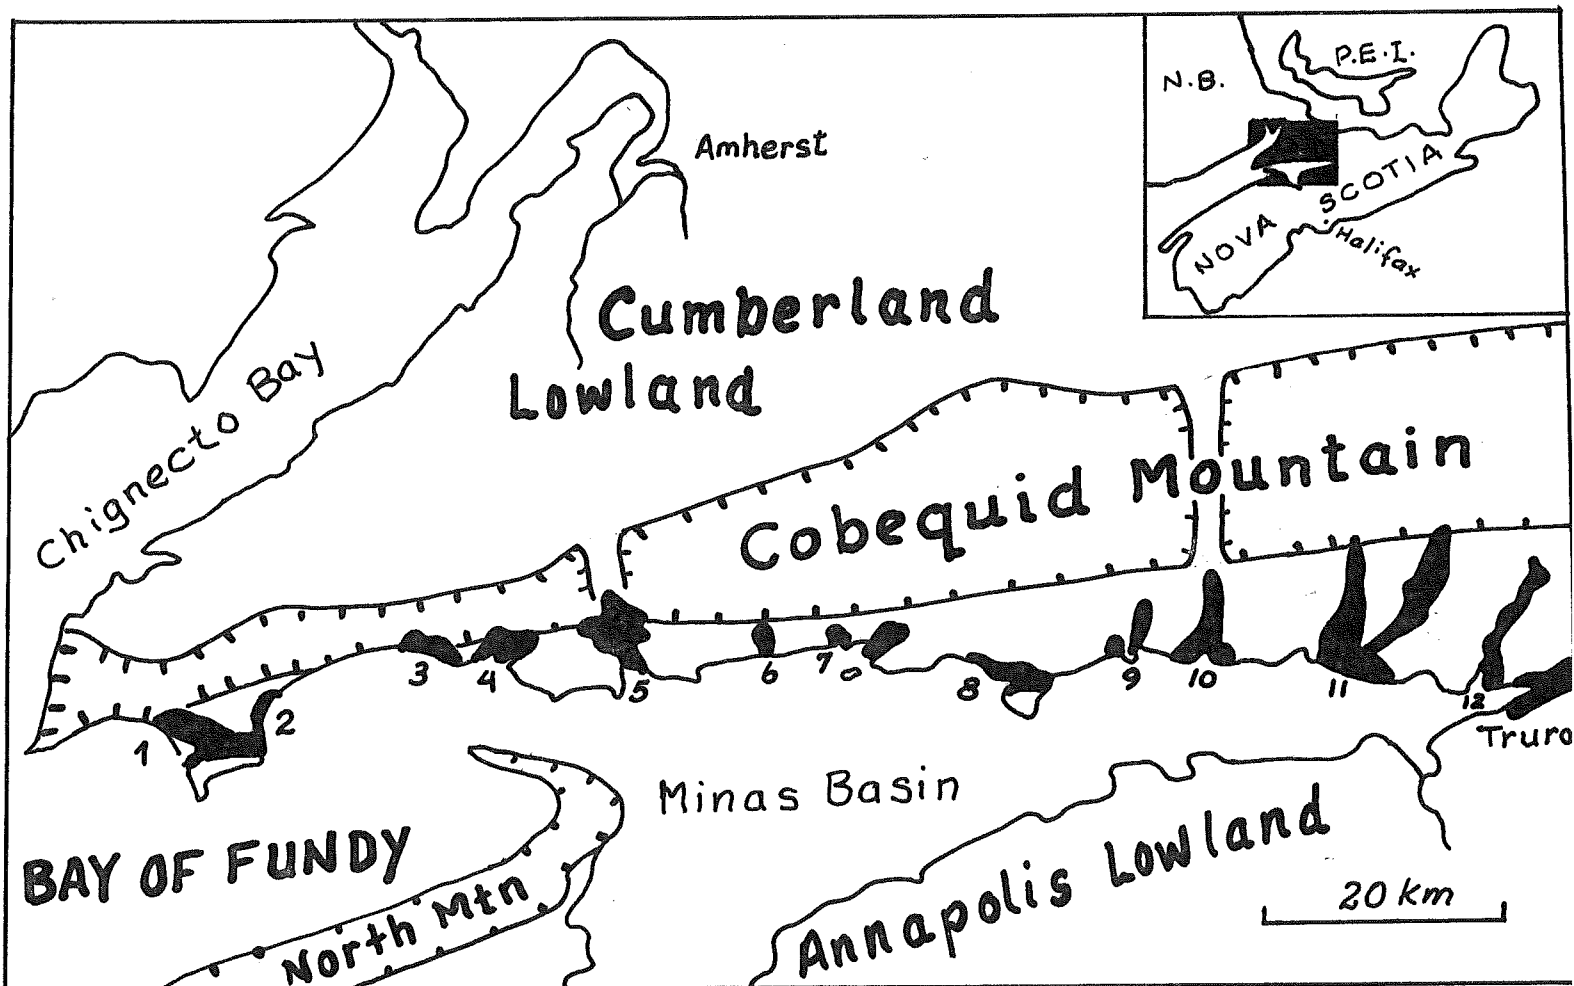 N.B.
P.E.I.
Amherst
NOVA SCOTIA
Halifax
Cumberland
Lowland
Chignecto Bay
Cobequid Mountain
1
2
3
4
5
6
7
8
9
10
11
12
Truro
Minas Basin
BAY OF FUNDY
North Mtn
Annapolis Lowland
20 km